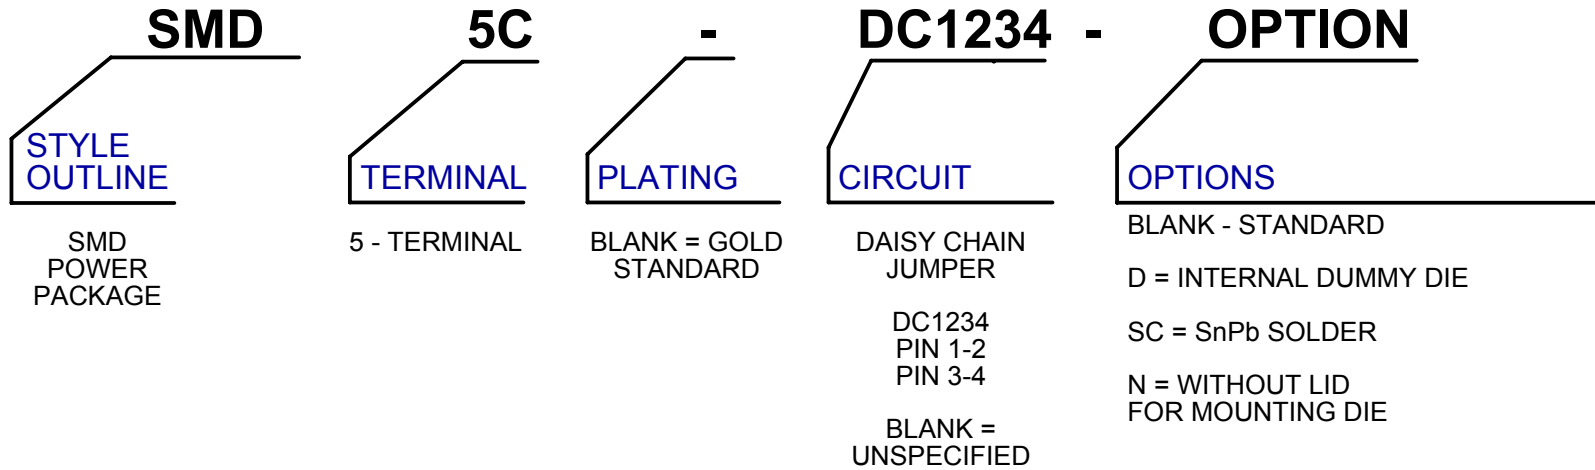 SMD 5C - DC1234 - OPTION
STYLE
OUTLINE
SMD
POWER
PACKAGE
TERMINAL
5 - TERMINAL
PLATING
BLANK = GOLD
STANDARD
CIRCUIT
DAISY CHAIN
JUMPER
DC1234
PIN 1-2
PIN 3-4
BLANK =
UNSPECIFIED
OPTIONS
BLANK - STANDARD
D = INTERNAL DUMMY DIE
SC = SnPb SOLDER
N = WITHOUT LID
FOR MOUNTING DIE